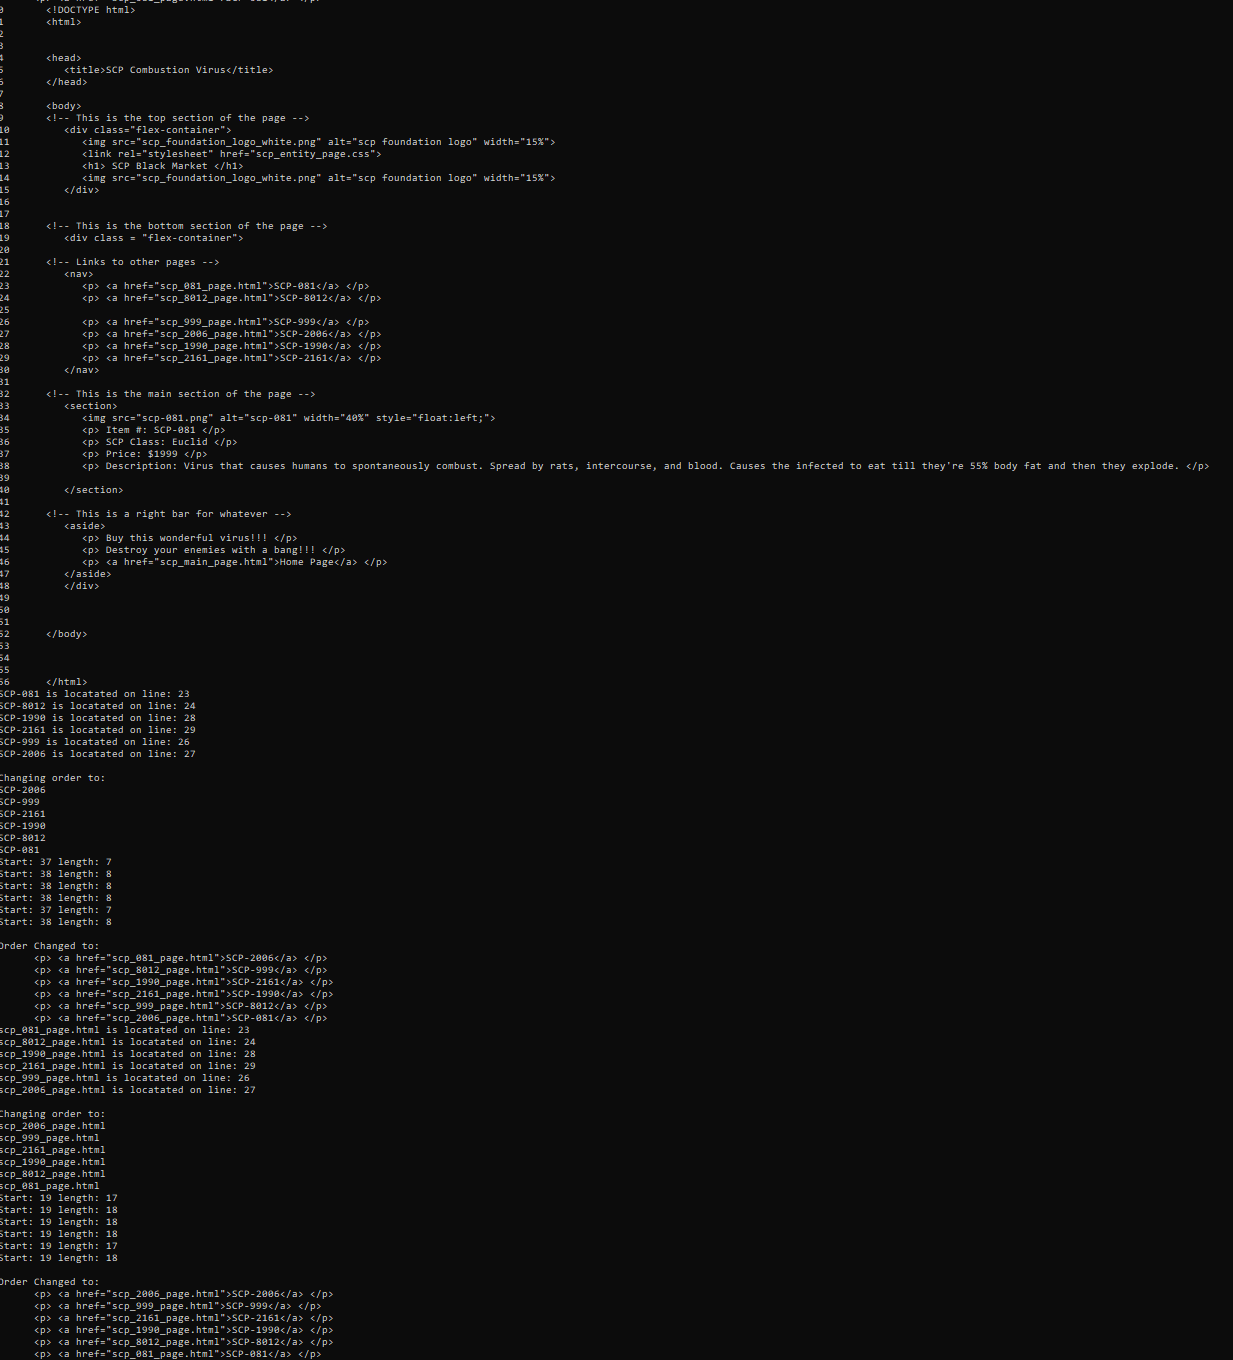 0 <!DOCTYPE html>
1 <html>
2
3
4 <head>
5 <title>SCP Combustion Virus</title>
6 </head>
7
8 <body>
9 <!-- This is the top section of the page -->
10 <div class="flex-container">
11 <img src="scp_foundation_logo_white.png" alt="scp foundation logo" width="15%">
12 <link rel="stylesheet" href="scp_entity_page.css">
13 <h1> SCP Black Market </h1>
14 <img src="scp_foundation_logo_white.png" alt="scp foundation logo" width="15%">
15 </div>
16
17
18 <!-- This is the bottom section of the page -->
19 <div class = "flex-container">
20
21 <!-- Links to other pages -->
22 <nav>
23 <p> <a href="scp_081_page.html">SCP-081</a> </p>
24 <p> <a href="scp_8012_page.html">SCP-8012</a> </p>
25
26 <p> <a href="scp_999_page.html">SCP-999</a> </p>
27 <p> <a href="scp_2006_page.html">SCP-2006</a> </p>
28 <p> <a href="scp_1990_page.html">SCP-1990</a> </p>
29 <p> <a href="scp_2161_page.html">SCP-2161</a> </p>
30 </nav>
31
32 <!-- This is the main section of the page -->
33 <section>
34 <img src="scp-081.png" alt="scp-081" width="40%" style="float:left;">
35 <p> Item #: SCP-081 </p>
36 <p> SCP Class: Euclid </p>
37 <p> Price: $1999 </p>
38 <p> Description: Virus that causes humans to spontaneously combust. Spread by rats, intercourse, and blood. Causes the infected to eat till they're 55% body fat and then they explode. </p>
39
40 </section>
41
42 <!-- This is a right bar for whatever -->
43 <aside>
44 <p> Buy this wonderful virus!!! </p>
45 <p> Destroy your enemies with a bang!!! </p>
46 <p> <a href="scp_main_page.html">Home Page</a> </p>
47 </aside>
48 </div>
49
50
51
52 </body>
53
54
55
56 </html>
SCP-081 is locatated on line: 23
SCP-8012 is locatated on line: 24
SCP-1990 is locatated on line: 28
SCP-2161 is locatated on line: 29
SCP-999 is locatated on line: 26
SCP-2006 is locatated on line: 27
Changing order to:
SCP-2006
SCP-999
SCP-2161
SCP-1990
SCP-8012
SCP-081
Start: 37 length: 7
Start: 38 length: 8
Start: 38 length: 8
Start: 38 length: 8
Start: 37 length: 7
Start: 38 length: 8
Order Changed to:
<p> <a href="scp_081_page.html">SCP-2006</a> </p>
<p> <a href="scp_8012_page.html">SCP-999</a> </p>
<p> <a href="scp_1990_page.html">SCP-2161</a> </p>
<p> <a href="scp_2161_page.html">SCP-1990</a> </p>
<p> <a href="scp_999_page.html">SCP-8012</a> </p>
<p> <a href="scp_2006_page.html">SCP-081</a> </p>
scp_081_page.html is locatated on line: 23
scp_8012_page.html is locatated on line: 24
scp_1990_page.html is locatated on line: 28
scp_2161_page.html is locatated on line: 29
scp_999_page.html is locatated on line: 26
scp_2006_page.html is locatated on line: 27
Changing order to:
scp_2006_page.html
scp_999_page.html
scp_2161_page.html
scp_1990_page.html
scp_8012_page.html
scp_081_page.html
Start: 19 length: 17
Start: 19 length: 18
Start: 19 length: 18
Start: 19 length: 18
Start: 19 length: 17
Start: 19 length: 18
Order Changed to:
<p> <a href="scp_2006_page.html">SCP-2006</a> </p>
<p> <a href="scp_999_page.html">SCP-999</a> </p>
<p> <a href="scp_2161_page.html">SCP-2161</a> </p>
<p> <a href="scp_1990_page.html">SCP-1990</a> </p>
<p> <a href="scp_8012_page.html">SCP-8012</a> </p>
<p> <a href="scp_081_page.html">SCP-081</a> </p>